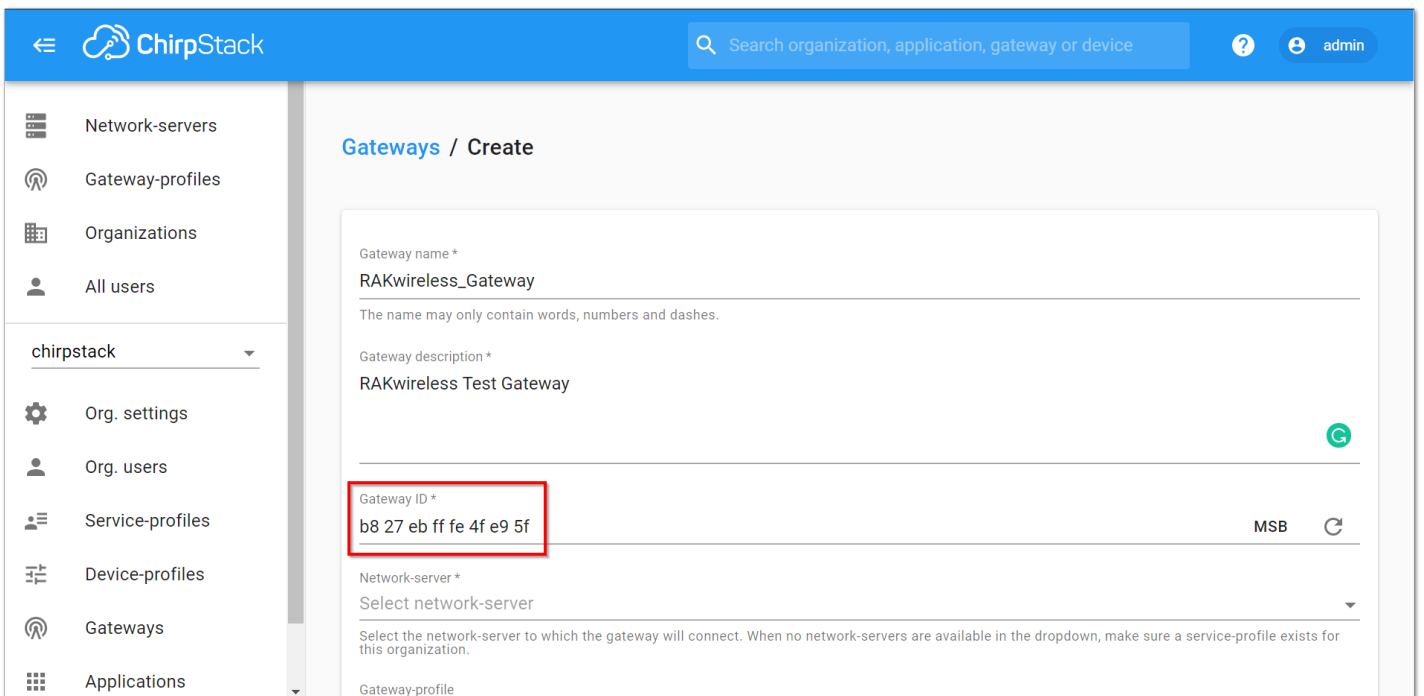 ChirpStack
Search organization, application, gateway or device
?
admin
Network-servers
Gateway-profiles
Organizations
All users
chirpstack
Org. settings
Org. users
Service-profiles
Device-profiles
Gateways
Applications
Gateways / Create
Gateway name *
RAKwireless_Gateway
The name may only contain words, numbers and dashes.
Gateway description *
RAKwireless Test Gateway
Gateway ID *
b8 27 eb ff fe 4f e9 5f
MSB
Network-server *
Select network-server
Select the network-server to which the gateway will connect. When no network-servers are available in the dropdown, make sure a service-profile exists for
this organization.
Gateway-profile